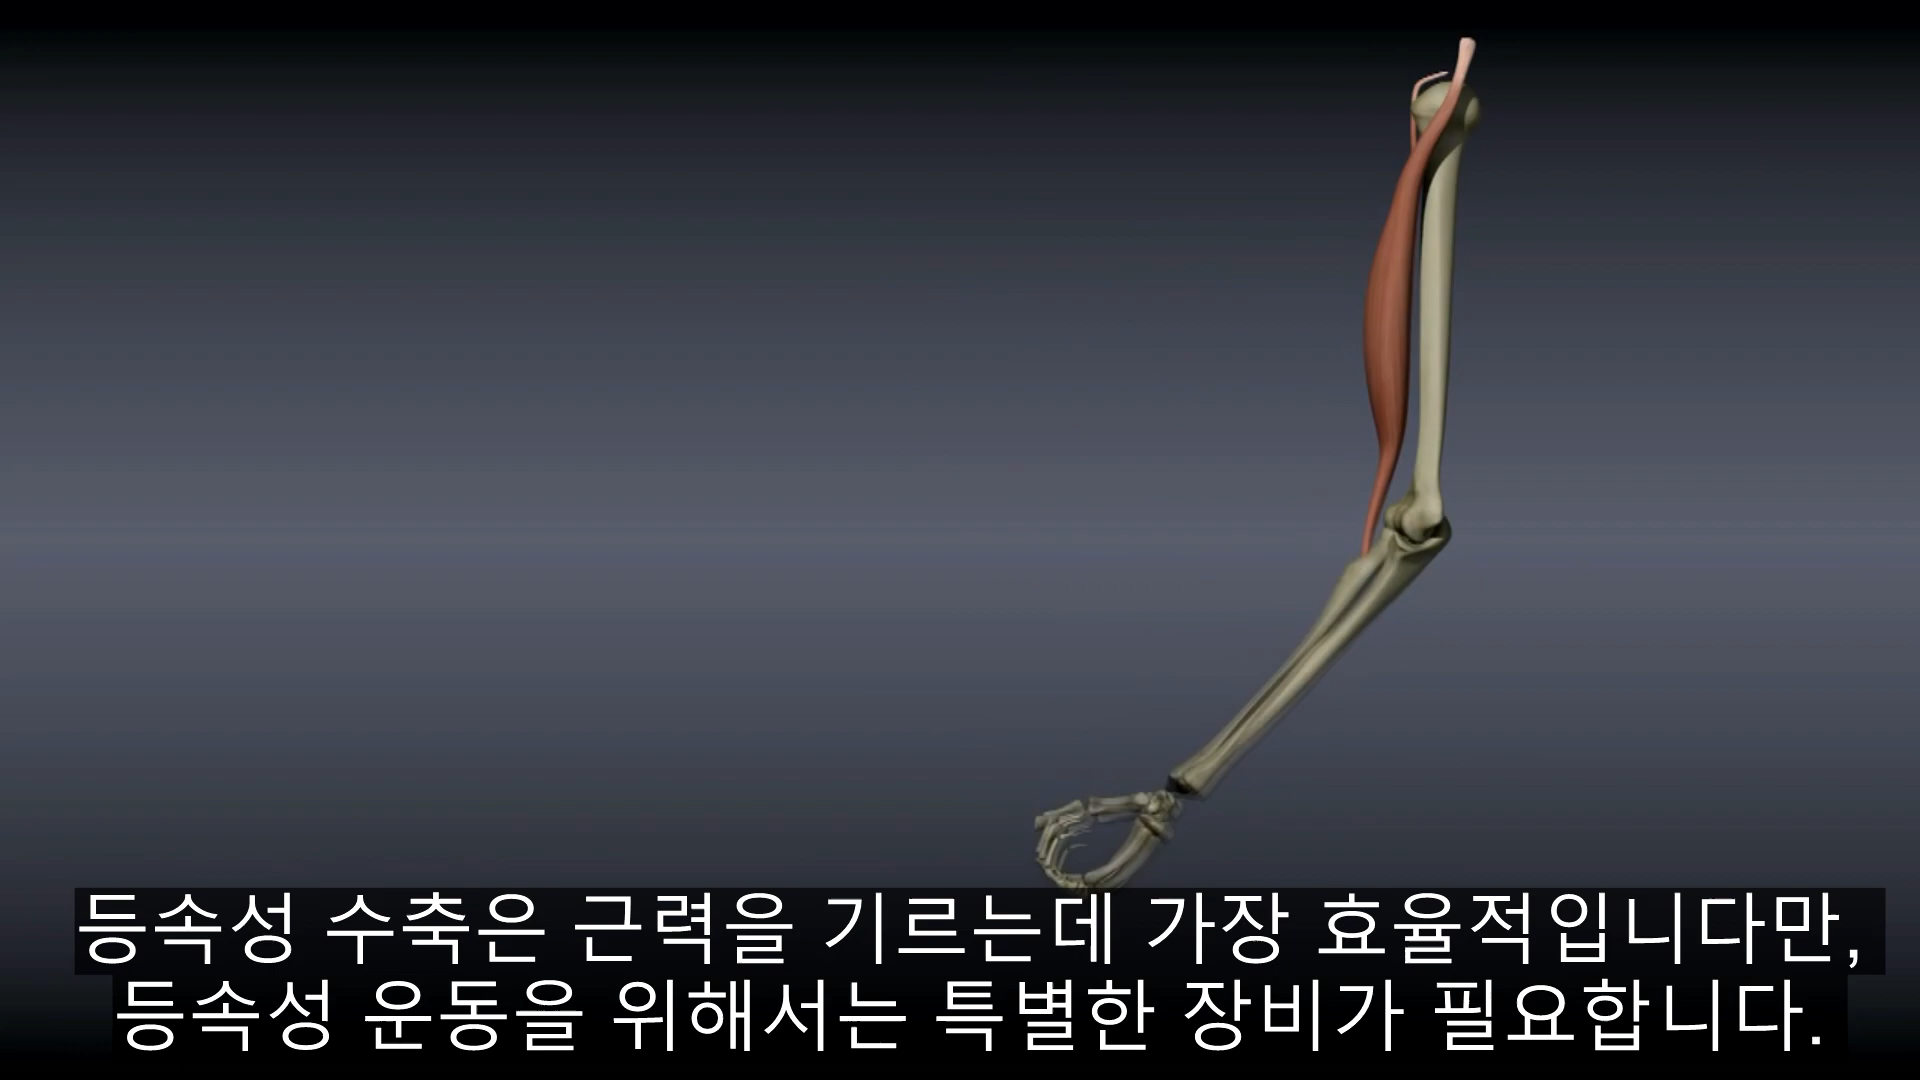 등속성 수축은 근력을 기르는데 가장 효율적입니다만,
등속성 운동을 위해서는 특별한 장비가 필요합니다.